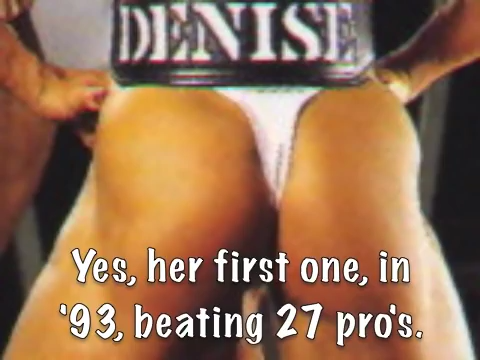 DENISE
Yes, her first one, in
'93, beating 27 pro's.